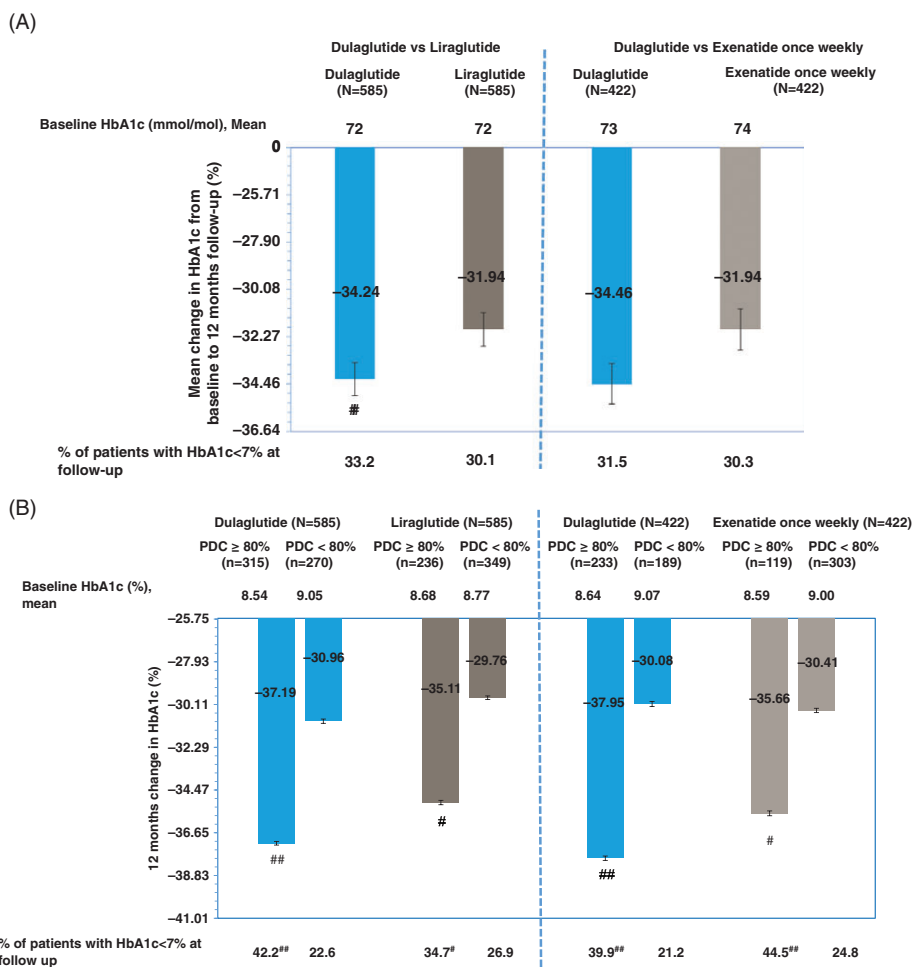 (A)
Dulaglutide vs Liraglutide
Dulaglutide vs Exenatide once weekly
Dulaglutide
(N=585)
Liraglutide
(N=585)
Dulaglutide
(N=422)
Exenatide once weekly
(N=422)
Baseline HbA1c (mmol/mol), Mean
72
72
73
74
Mean change in HbA1c from
baseline to 12 months follow-up (%)
0
–25.71
–27.90
–30.08
–32.27
–34.46
–36.64
–34.24
–31.94
–34.46
–31.94
#
% of patients with HbA1c<7% at
follow-up
33.2
30.1
31.5
30.3
(B)
Dulaglutide (N=585)
Liraglutide (N=585)
Dulaglutide (N=422)
Exenatide once weekly (N=422)
PDC ≥ 80%
(n=315)
PDC < 80%
(n=270)
PDC ≥ 80%
(n=236)
PDC < 80%
(n=349)
PDC ≥ 80%
(n=233)
PDC < 80%
(n=189)
PDC ≥ 80%
(n=119)
PDC < 80%
(n=303)
Baseline HbA1c (%),
mean
8.54
9.05
8.68
8.77
8.64
9.07
8.59
9.00
12 months change in HbA1c (%)
–25.75
–27.93
–30.11
–32.29
–34.47
–36.65
–38.83
–41.01
–37.19
–30.96
–35.11
–29.76
–37.95
–30.08
–35.66
–30.41
##
#
##
#
% of patients with HbA1c<7% at
follow up
42.2##
22.6
34.7#
26.9
39.9##
21.2
44.5##
24.8